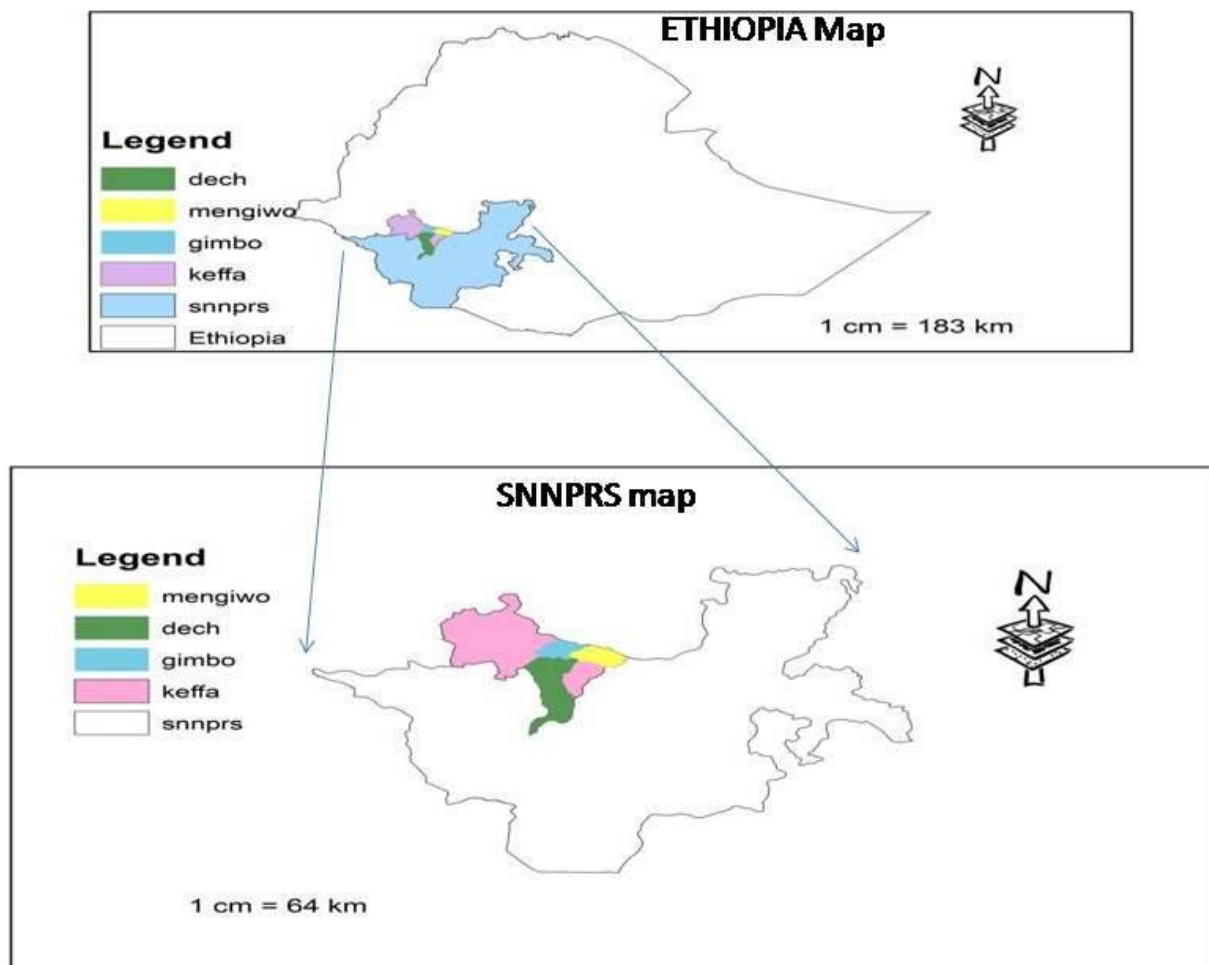 ETHIOPIA Map
N
Legend
dech
mengiwo
gimbo
keffa
snnprs
Ethiopia
1 cm = 183 km
SNNPRS map
Legend
mengiwo
dech
gimbo
keffa
snnprs
N
1 cm = 64 km